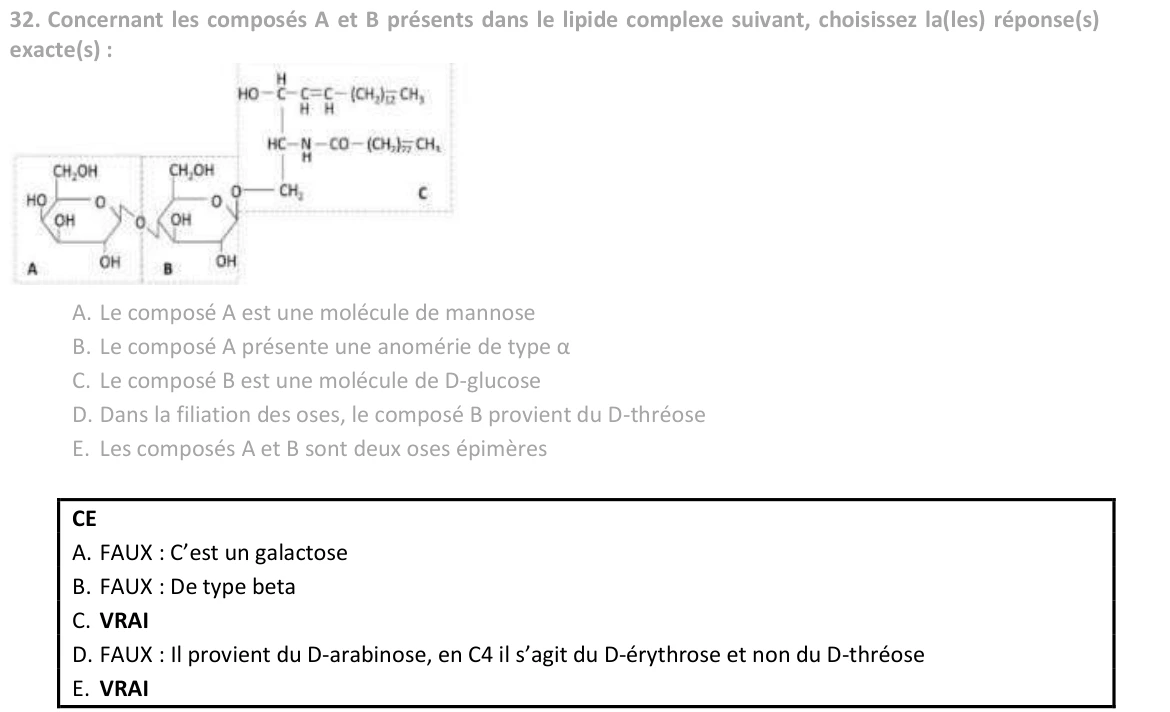 32. Concernant les composés A et B présents dans le lipide complexe suivant, choisissez la(les) réponse(s)
exacte(s) :
H
HO – C – C = C – (CH₂)₁₂ CH₃
H H
HC – N – CO – (CH₂) CH₃
H
CH₂OH CH₂OH O CH₂ C
HO O O
OH O OH
OH OH
A B
A. Le composé A est une molécule de mannose
B. Le composé A présente une anomérie de type α
C. Le composé B est une molécule de D-glucose
D. Dans la filiation des oses, le composé B provient du D-thréose
E. Les composés A et B sont deux oses épimères
CE
A. FAUX : C’est un galactose
B. FAUX : De type beta
C. VRAI
D. FAUX : Il provient du D-arabinose, en C4 il s’agit du D-érythrose et non du D-thréose
E. VRAI